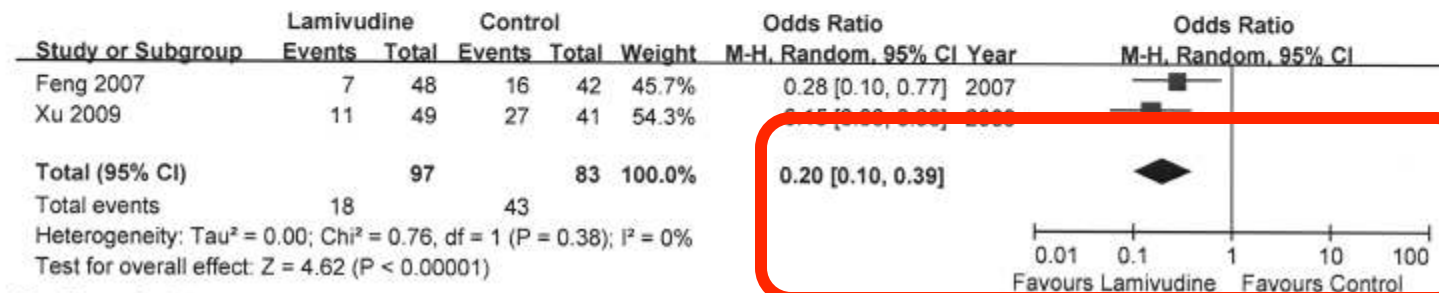 Lamivudine Control Odds Ratio Odds Ratio
Study or Subgroup Events Total Events Total Weight M-H, Random, 95% CI Year M-H, Random, 95% CI
Feng 2007 7 48 16 42 45.7% 0.28 [0.10, 0.77] 2007
Xu 2009 11 49 27 41 54.3%
Total (95% CI) 97 83 100.0% 0.20 [0.10, 0.39]
Total events 18 43
Heterogeneity: Tau² = 0.00; Chi² = 0.76, df = 1 (P = 0.38); I² = 0%
Test for overall effect: Z = 4.62 (P < 0.00001)
0.01 0.1 1 10 100
Favours Lamivudine Favours Control